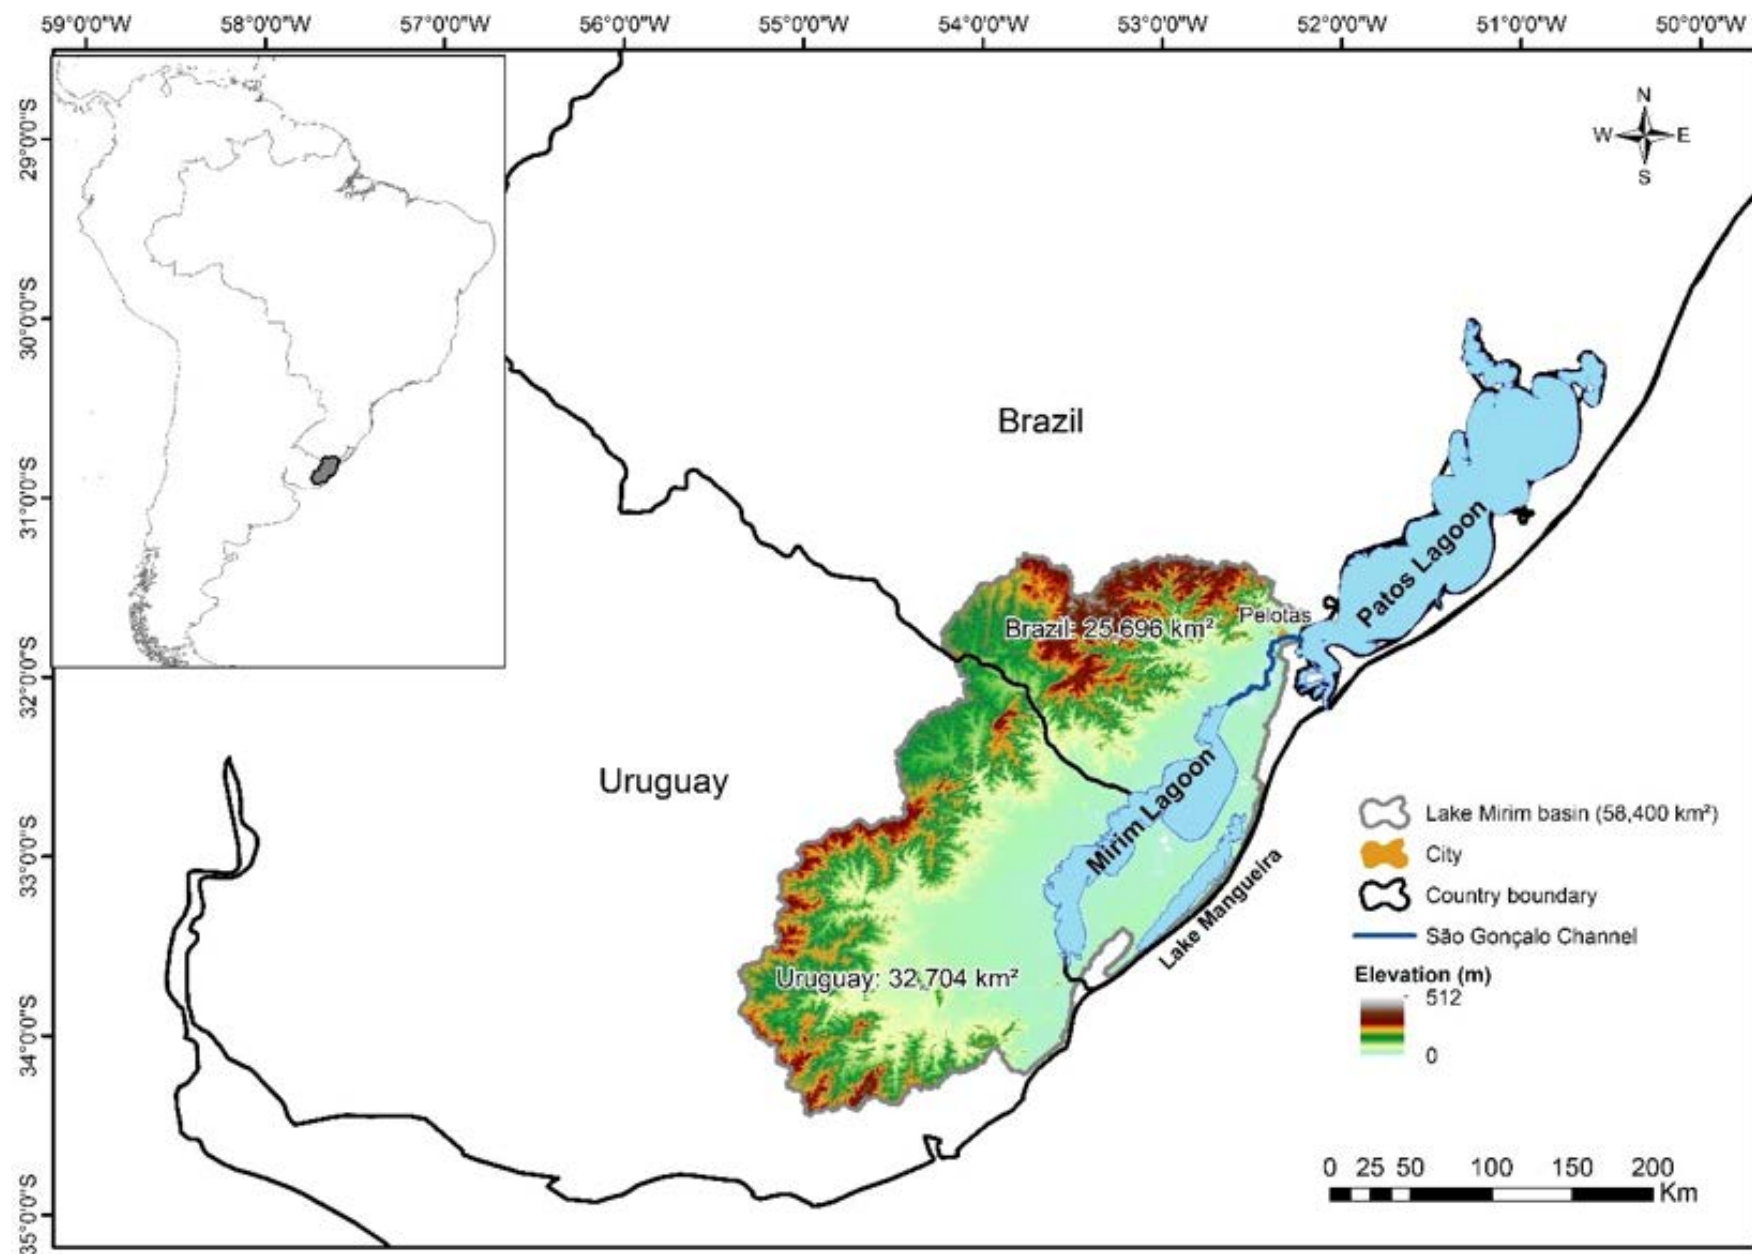 59°0'0"W 58°0'0"W 57°0'0"W 56°0'0"W 55°0'0"W 54°0'0"W 53°0'0"W 52°0'0"W 51°0'0"W 50°0'0"W
29°0'0"S
30°0'0"S
31°0'0"S
32°0'0"S
33°0'0"S
34°0'0"S
35°0'0"S
N
W E
S
Brazil
Patos Lagoon
Pelotas
Brazil: 25,696 km²
Uruguay
Mirim Lagoon
Lake Mangueira
Uruguay: 32,704 km²
Lake Mirim basin (58,400 km²)
City
Country boundary
São Gonçalo Channel
Elevation (m)
512
0
0 25 50 100 150 200
Km